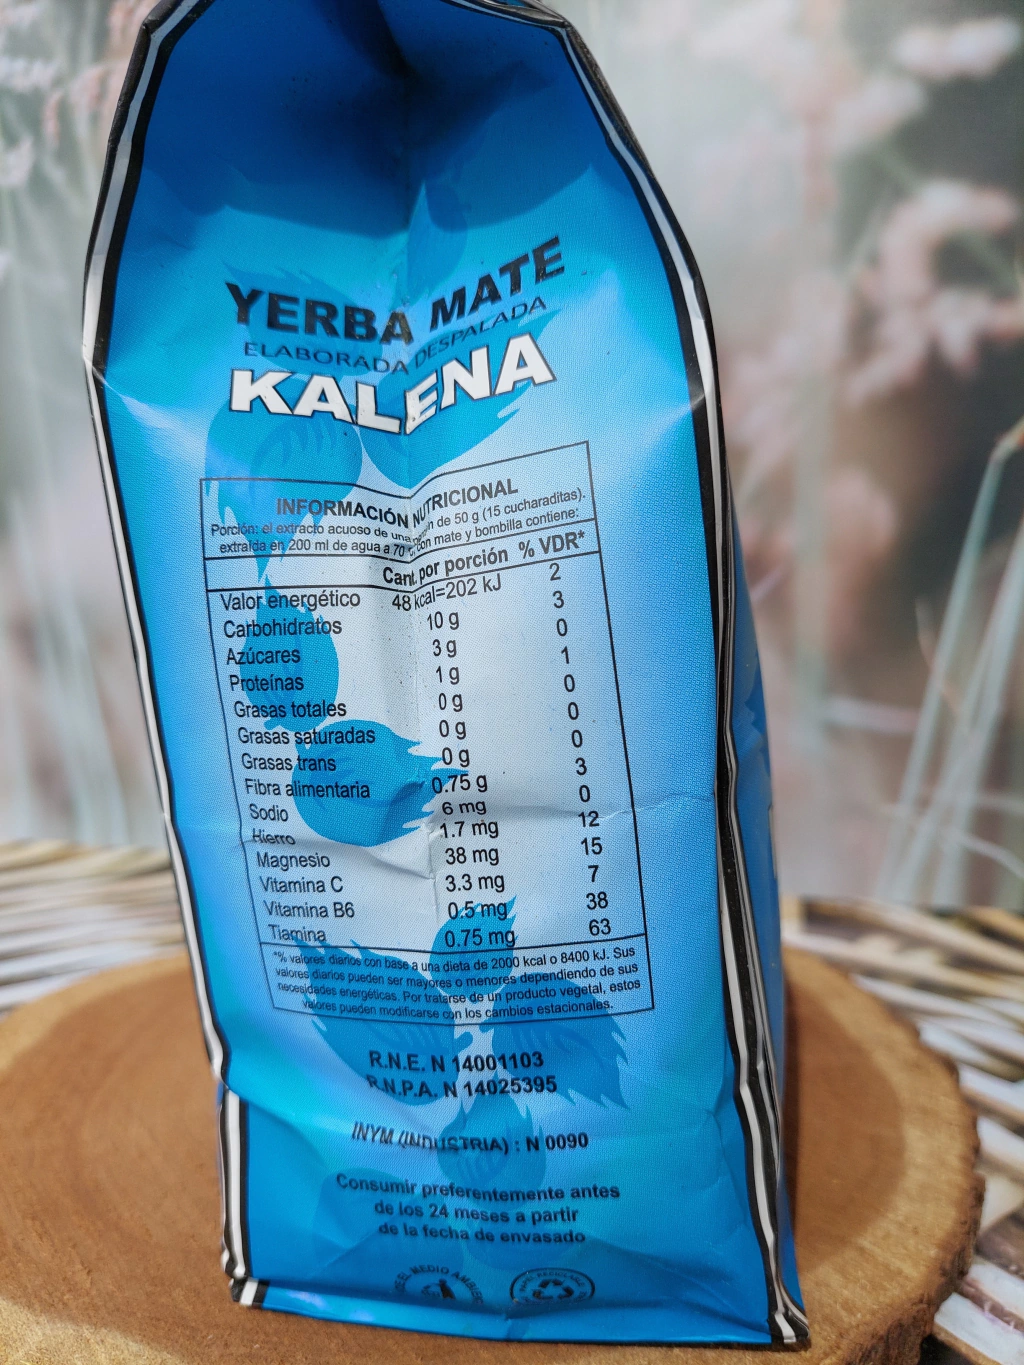 YERBA MATE
ELABORADA DESPALADA
KALENA
INFORMACIÓN NUTRICIONAL
Porción: el extracto acuoso de una de 50 g (15 cucharaditas).
extraída en 200 ml de agua a 70 con mate y bombilla contiene:
Cant. por porción % VDR*
Valor energético 48 kcal=202 kJ 2
Carbohidratos 10 g 3
Azúcares 3 g 0
Proteínas 1 g 1
Grasas totales 0 g 0
Grasas saturadas 0 g 0
Grasas trans 0 g 0
Fibra alimentaria 0.75 g 3
Sodio 6 mg 0
Hierro 1.7 mg 12
Magnesio 38 mg 15
Vitamina C 3.3 mg 7
Vitamina B6 0.5 mg 38
Tiamina 0.75 mg 63
*% valores diarios con base a una dieta de 2000 kcal o 8400 kJ. Sus
valores diarios pueden ser mayores o menores dependiendo de sus
necesidades energéticas. Por tratarse de un producto vegetal, estos
valores pueden modificarse con los cambios estacionales.
R.N.E. N 14001103
R.N.P.A. N 14025395
INYM (INDUSTRIA) : N 0090
Consumir preferentemente antes
de los 24 meses a partir
de la fecha de envasado
MEDIO